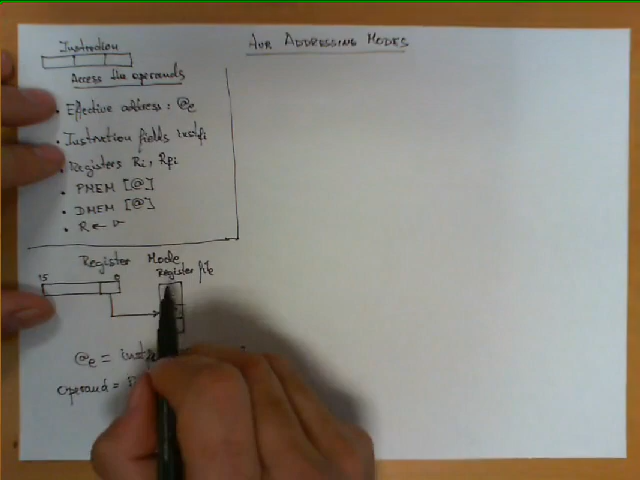 AVR ADDRESSING MODES
Instruction
Access the operands
• Effective address : @e
• Instruction fields instfi
• Registers Ri, Rpi
• PMEM [@]
• DMEM [@]
• R ← v
Register Mode
Register file
15 0
@e = inst
operand =